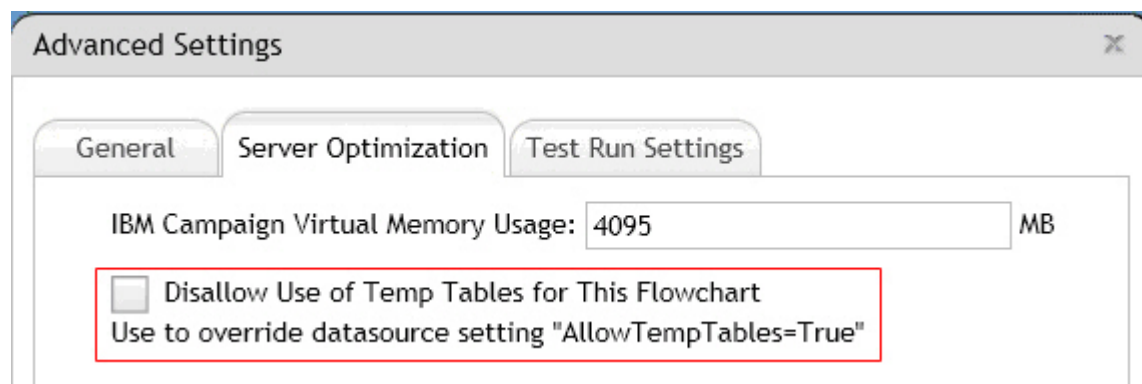 Advanced Settings
General Server Optimization Test Run Settings
IBM Campaign Virtual Memory Usage: 4095 MB
Disallow Use of Temp Tables for This Flowchart
Use to override datasource setting "AllowTempTables=True"